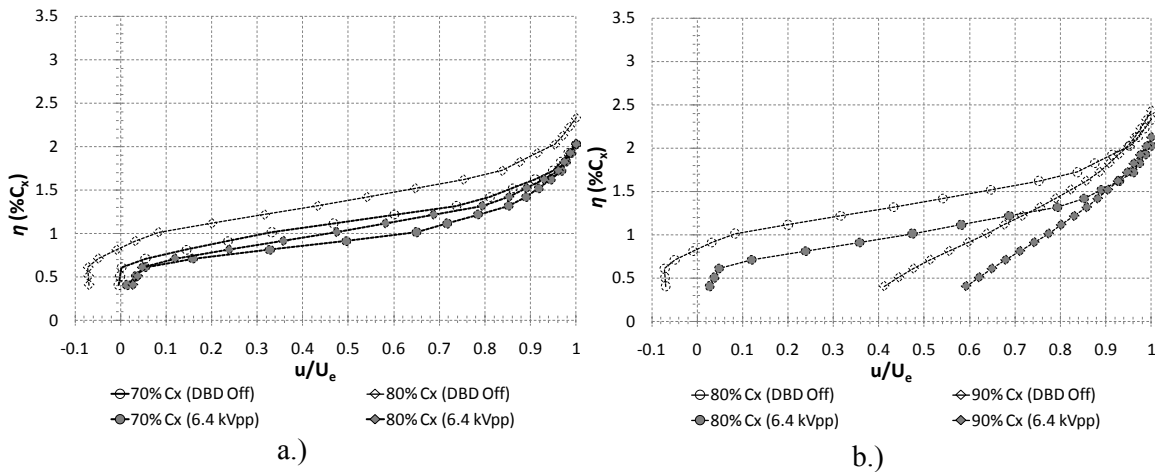 3.5
3
2.5
2
1.5
1
0.5
0
η (%Cx)
-0.1 0 0.1 0.2 0.3 0.4 0.5 0.6 0.7 0.8 0.9 1
u/Ue
70% Cx (DBD Off) 80% Cx (DBD Off)
70% Cx (6.4 kVpp) 80% Cx (6.4 kVpp)
a.)
3.5
3
2.5
2
1.5
1
0.5
0
η (%Cx)
-0.1 0 0.1 0.2 0.3 0.4 0.5 0.6 0.7 0.8 0.9 1
u/Ue
80% Cx (DBD Off) 90% Cx (DBD Off)
80% Cx (6.4 kVpp) 90% Cx (6.4 kVpp)
b.)